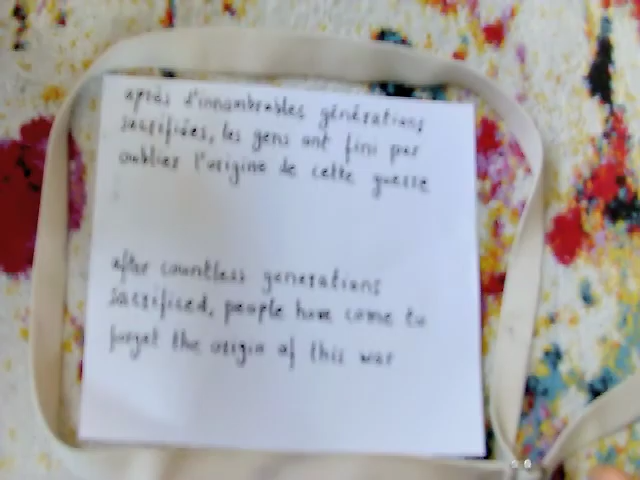 après d'innombrables générations
sacrifiées, les gens ont fini par
oublier l'origine de cette guerre
after countless generations
sacrificed, people have come to
forget the origin of this war